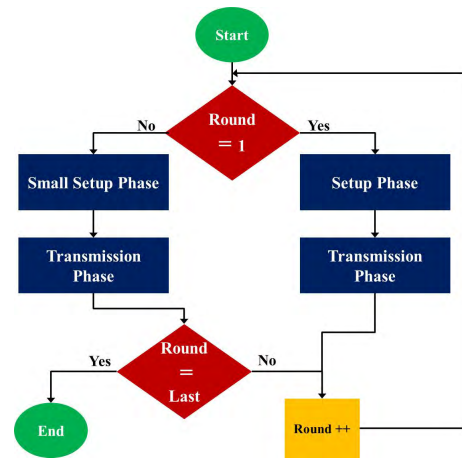 Start
Round
= 1
No
Yes
Small Setup Phase
Setup Phase
Transmission
Phase
Transmission
Phase
Round
=
Last
Yes
No
End
Round ++